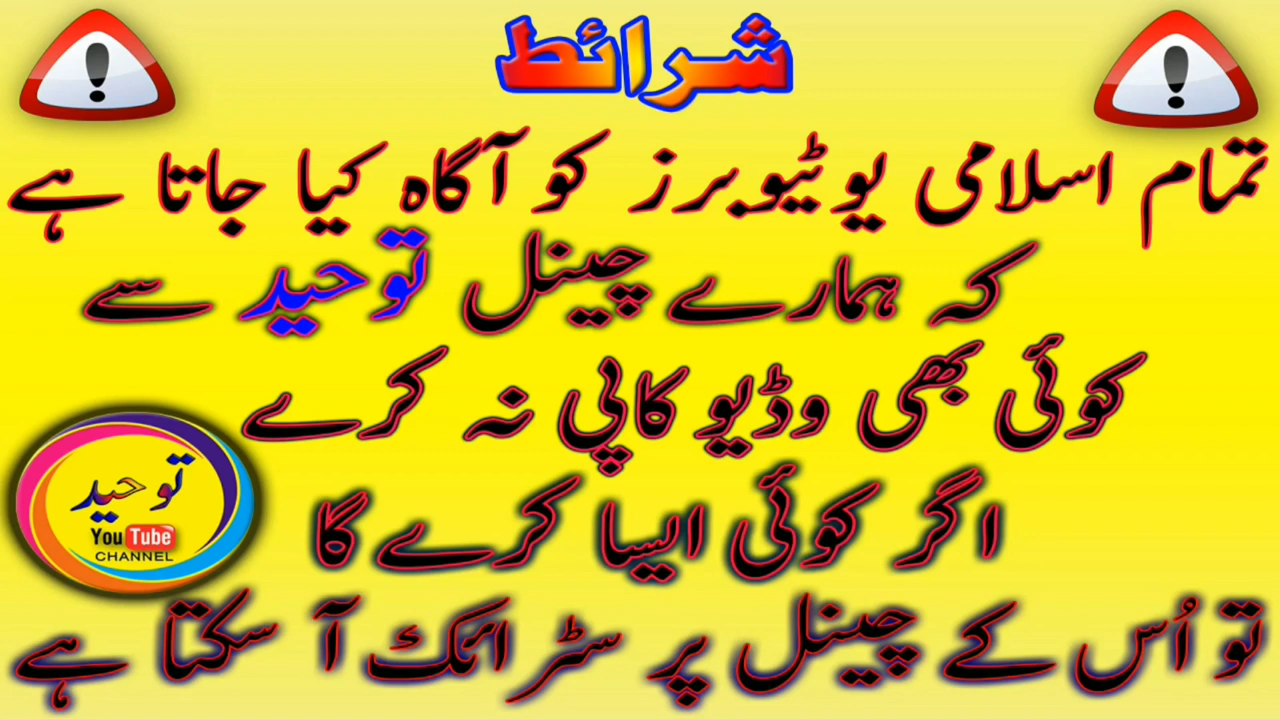 شرائط
تمام اسلامی یوٹیوبرز کو آگاہ کیا جاتا ہے
کہ ہمارے چینل توحید سے
کوئی بھی وڈیو کاپی نہ کرے
اگر کوئی ایسا کرے گا
تو اُس کے چینل پر سٹرائک آ سکتا ہے
توحید
YouTube
CHANNEL